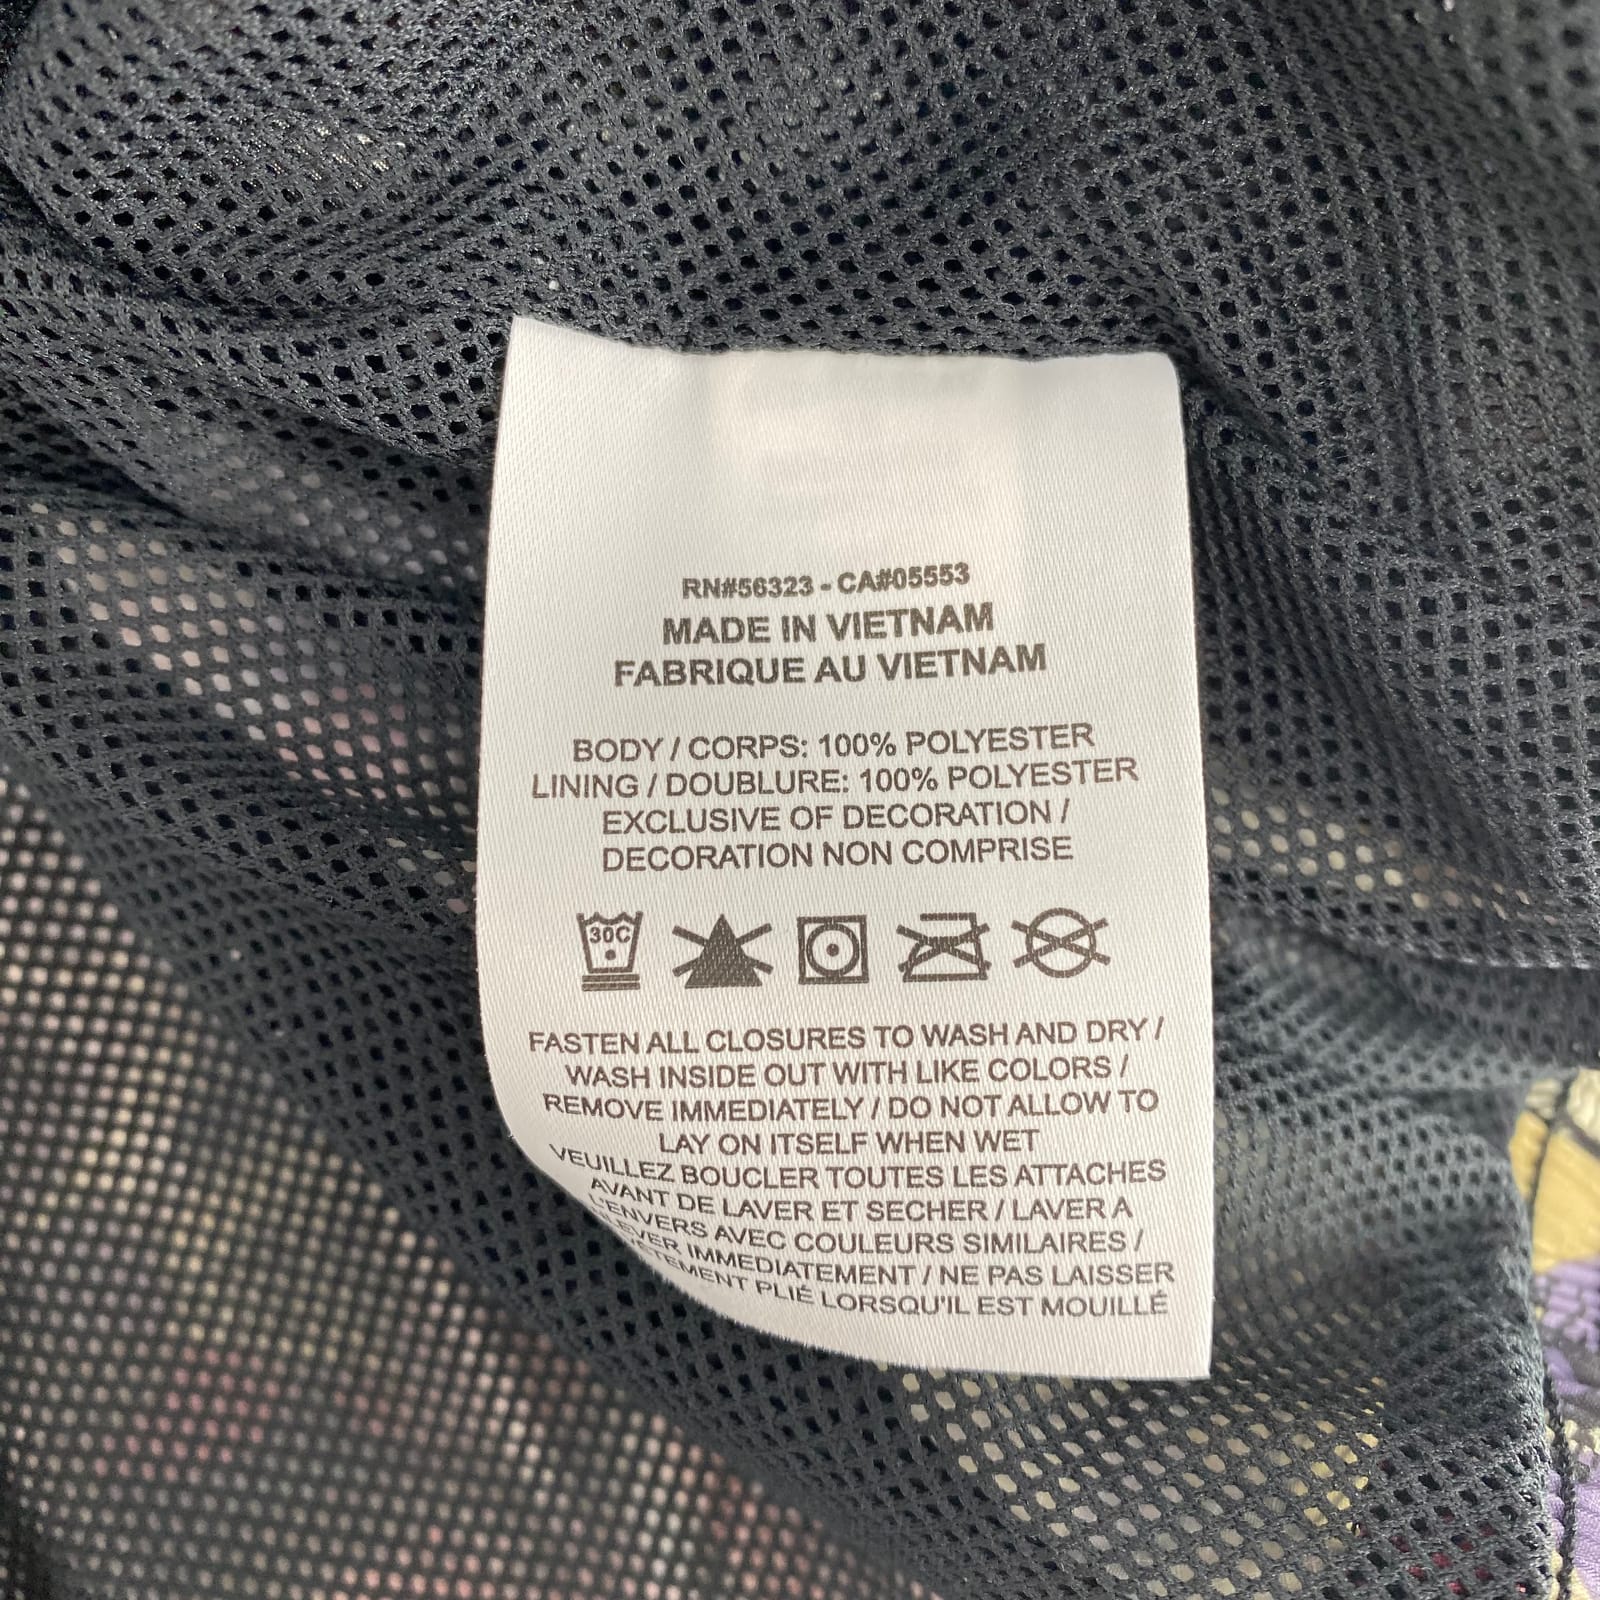 RN#56323 - CA#05553
MADE IN VIETNAM
FABRIQUE AU VIETNAM
BODY / CORPS: 100% POLYESTER
LINING / DOUBLURE: 100% POLYESTER
EXCLUSIVE OF DECORATION /
DECORATION NON COMPRISE
30C
FASTEN ALL CLOSURES TO WASH AND DRY /
WASH INSIDE OUT WITH LIKE COLORS /
REMOVE IMMEDIATELY / DO NOT ALLOW TO
LAY ON ITSELF WHEN WET
VEUILLEZ BOUCLER TOUTES LES ATTACHES
AVANT DE LAVER ET SECHER / LAVER A
L'ENVERS AVEC COULEURS SIMILAIRES /
IMMEDIATEMENT / NE PAS LAISSER
PLIÉ LORSQU'IL EST MOUILLÉ